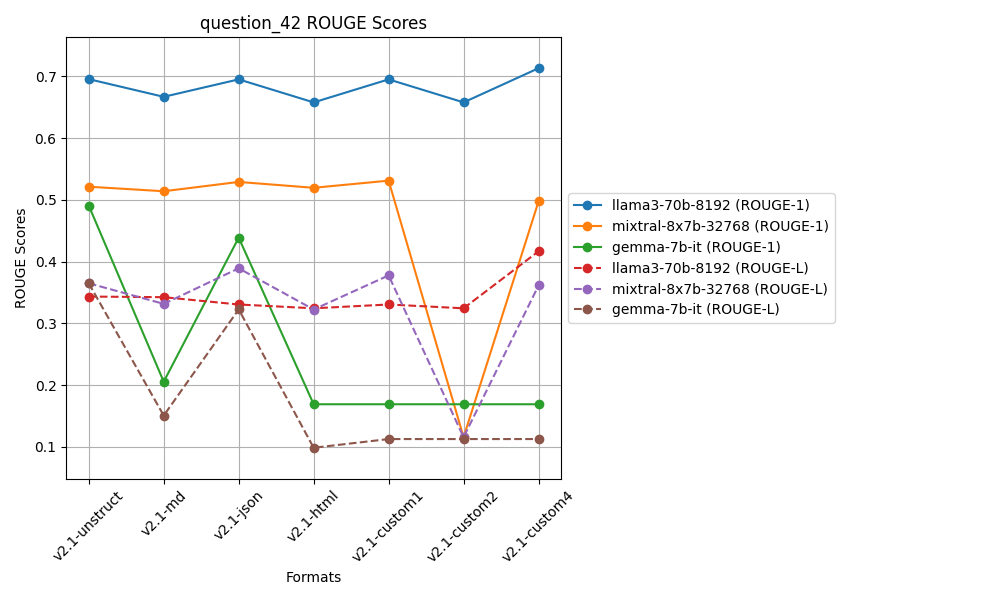 question_42 ROUGE Scores
ROUGE Scores
0.7
0.6
0.5
0.4
0.3
0.2
0.1
v2.1-unstruct
v2.1-md
v2.1-json
v2.1-html
v2.1-custom1
v2.1-custom2
v2.1-custom4
Formats
llama3-70b-8192 (ROUGE-1)
mixtral-8x7b-32768 (ROUGE-1)
gemma-7b-it (ROUGE-1)
llama3-70b-8192 (ROUGE-L)
mixtral-8x7b-32768 (ROUGE-L)
gemma-7b-it (ROUGE-L)